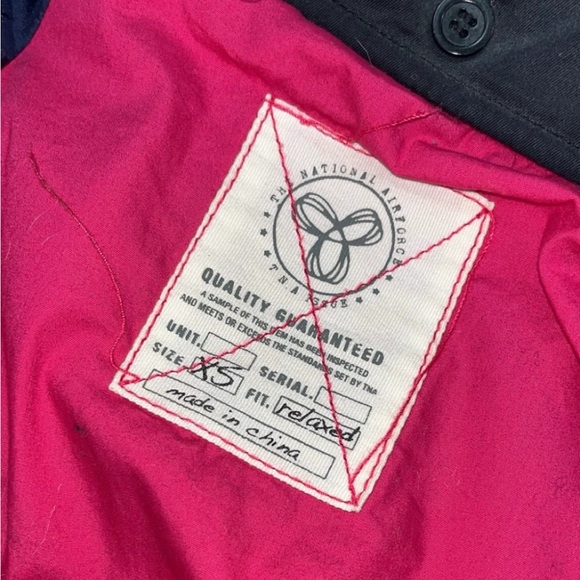 ★ ★ THE NATIONAL AIRFORCE ★ ★
TNA ISSUE
QUALITY GUARANTEED
A SAMPLE OF THIS ITEM HAS BEEN INSPECTED
AND MEETS OR EXCEEDS THE STANDARDS SET BY TNA
UNIT. SERIAL.
SIZE. XS FIT. relaxed
made in china